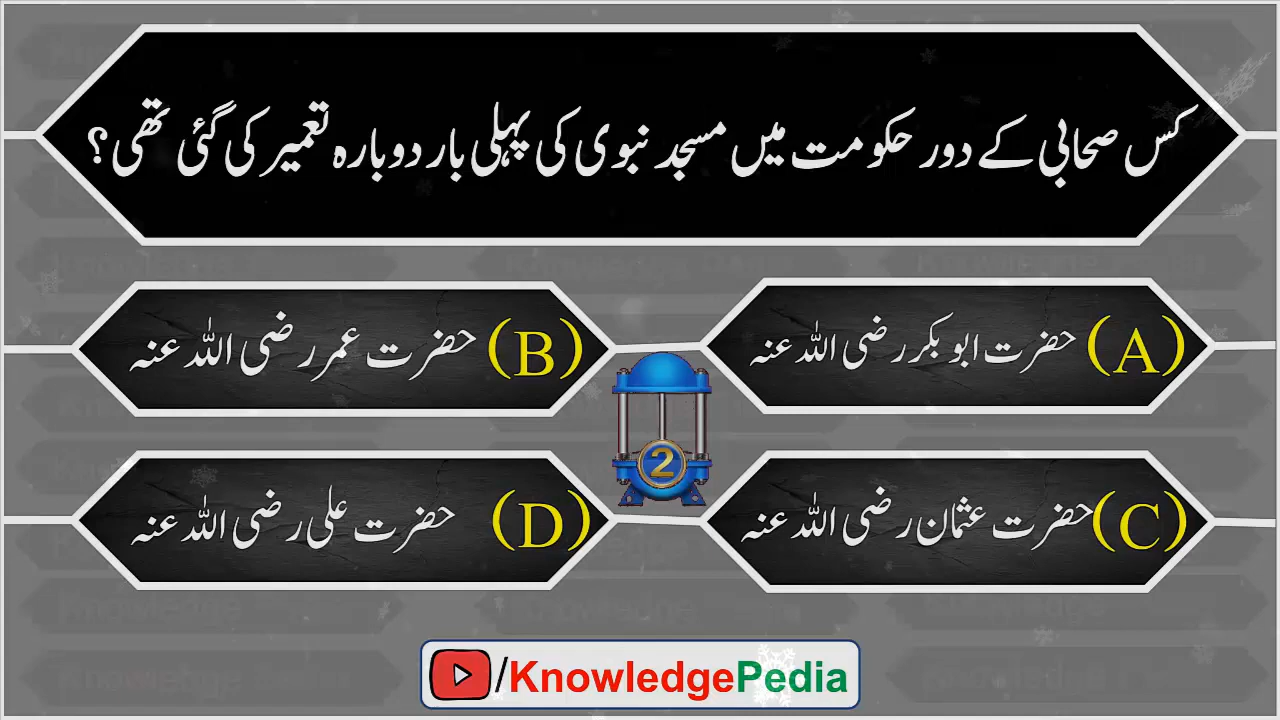 کس صحابی کے دور حکومت میں مسجد نبوی کی پہلی بار دوبارہ تعمیر کی گئی تھی؟
(A) حضرت ابو بکر رضی اللہ عنہ
(B) حضرت عمر رضی اللہ عنہ
(C) حضرت عثمان رضی اللہ عنہ
(D) حضرت علی رضی اللہ عنہ
2
/KnowledgePedia